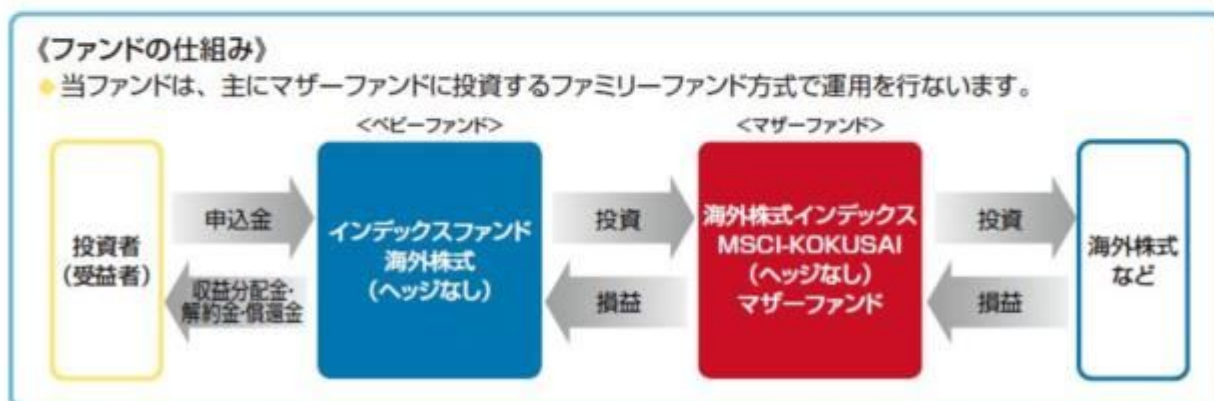 《ファンドの仕組み》
● 当ファンドは、主にマザーファンドに投資するファミリーファンド方式で運用を行ないます。
<ベビーファンド>
<マザーファンド>
投資者
(受益者)
申込金
収益分配金・
解約金・償還金
インデックスファンド
海外株式
(ヘッジなし)
投資
損益
海外株式インデックス
MSCI-KOKUSAI
(ヘッジなし)
マザーファンド
投資
損益
海外株式
など